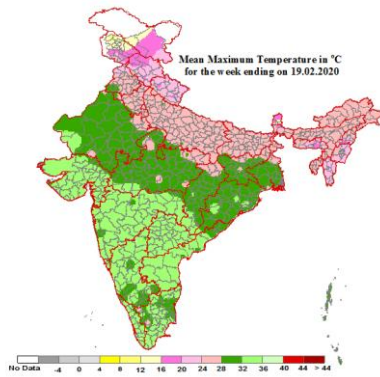 Mean Maximum Temperature in °C
for the week ending on 19.02.2020
No Data -4 0 4 8 12 16 20 24 28 32 36 40 44 > 44